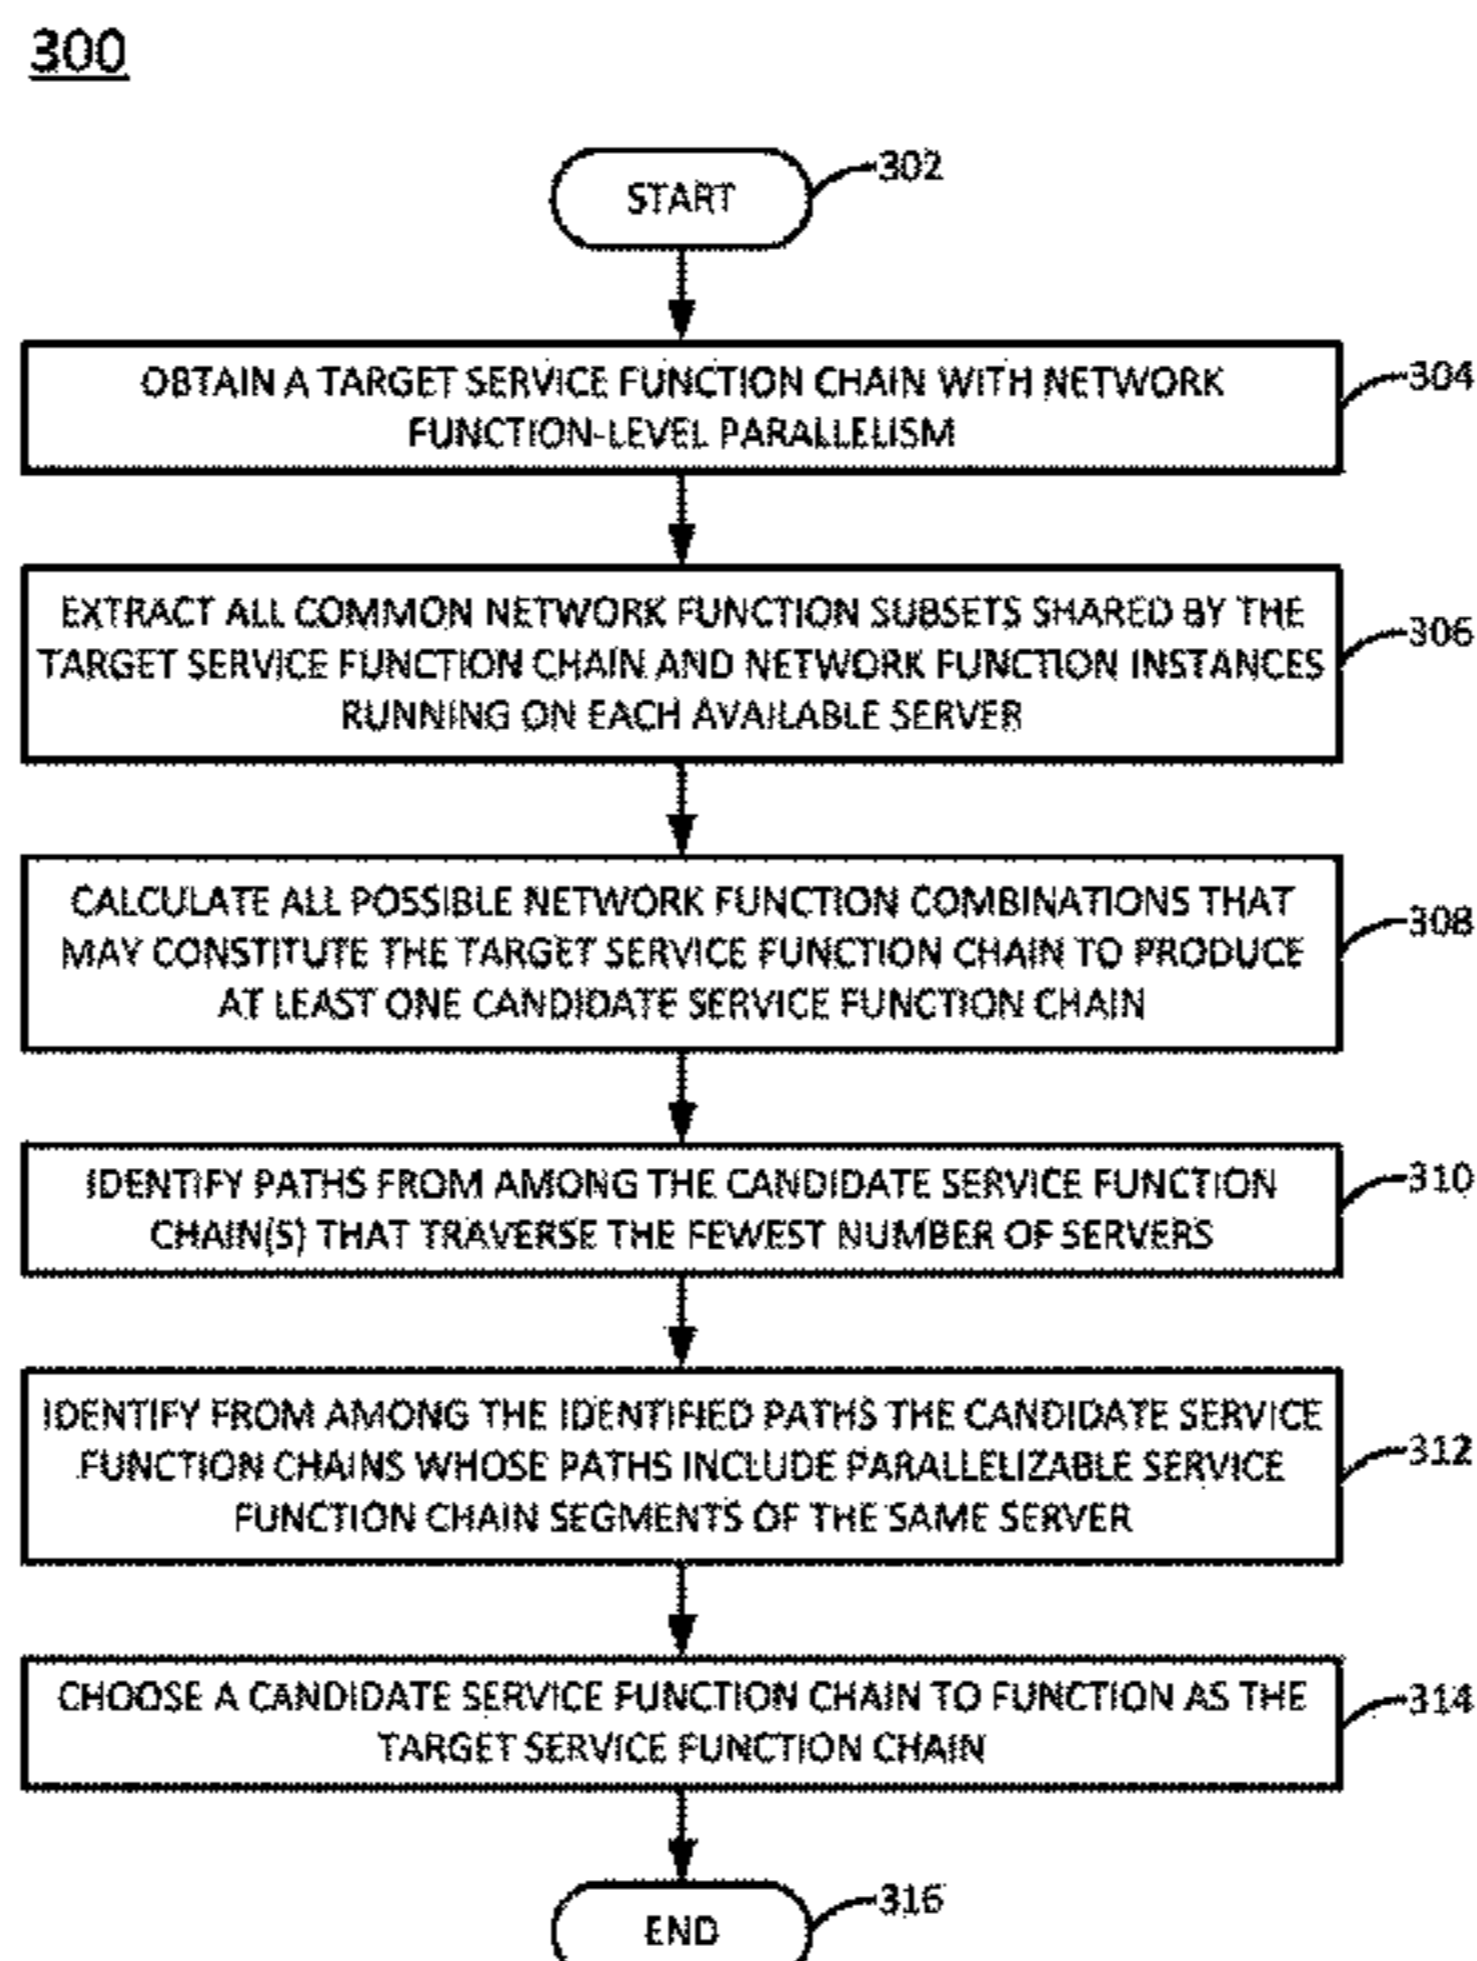 300
302
START
OBTAIN A TARGET SERVICE FUNCTION CHAIN WITH NETWORK
FUNCTION-LEVEL PARALLELISM
304
EXTRACT ALL COMMON NETWORK FUNCTION SUBSETS SHARED BY THE
TARGET SERVICE FUNCTION CHAIN AND NETWORK FUNCTION INSTANCES
RUNNING ON EACH AVAILABLE SERVER
306
CALCULATE ALL POSSIBLE NETWORK FUNCTION COMBINATIONS THAT
MAY CONSTITUTE THE TARGET SERVICE FUNCTION CHAIN TO PRODUCE
AT LEAST ONE CANDIDATE SERVICE FUNCTION CHAIN
308
IDENTIFY PATHS FROM AMONG THE CANDIDATE SERVICE FUNCTION
CHAIN(S) THAT TRAVERSE THE FEWEST NUMBER OF SERVERS
310
IDENTIFY FROM AMONG THE IDENTIFIED PATHS THE CANDIDATE SERVICE
FUNCTION CHAINS WHOSE PATHS INCLUDE PARALLELIZABLE SERVICE
FUNCTION CHAIN SEGMENTS OF THE SAME SERVER
312
CHOOSE A CANDIDATE SERVICE FUNCTION CHAIN TO FUNCTION AS THE
TARGET SERVICE FUNCTION CHAIN
314
316
END